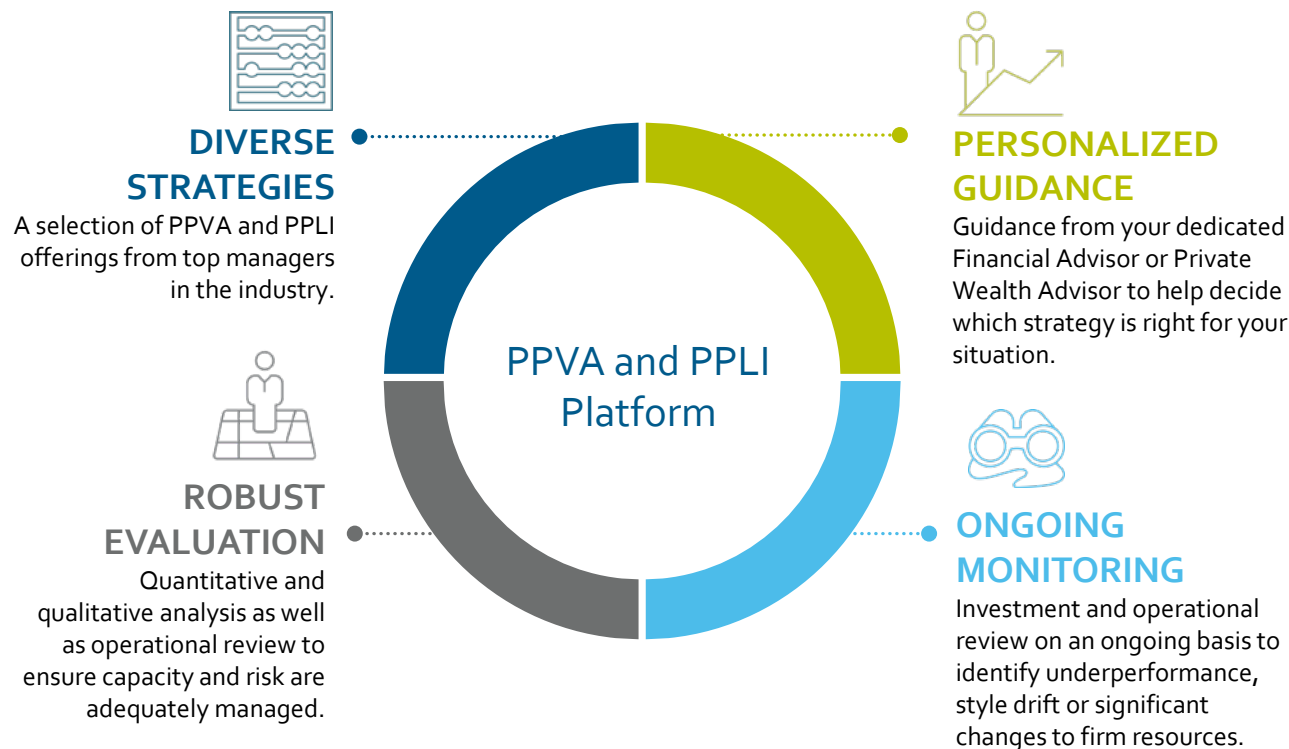 DIVERSE
STRATEGIES
A selection of PPVA and PPLI
offerings from top managers
in the industry.
PERSONALIZED
GUIDANCE
Guidance from your dedicated
Financial Advisor or Private
Wealth Advisor to help decide
which strategy is right for your
situation.
PPVA and PPLI
Platform
ROBUST
EVALUATION
Quantitative and
qualitative analysis as well
as operational review to
ensure capacity and risk are
adequately managed.
ONGOING
MONITORING
Investment and operational
review on an ongoing basis to
identify underperformance,
style drift or significant
changes to firm resources.